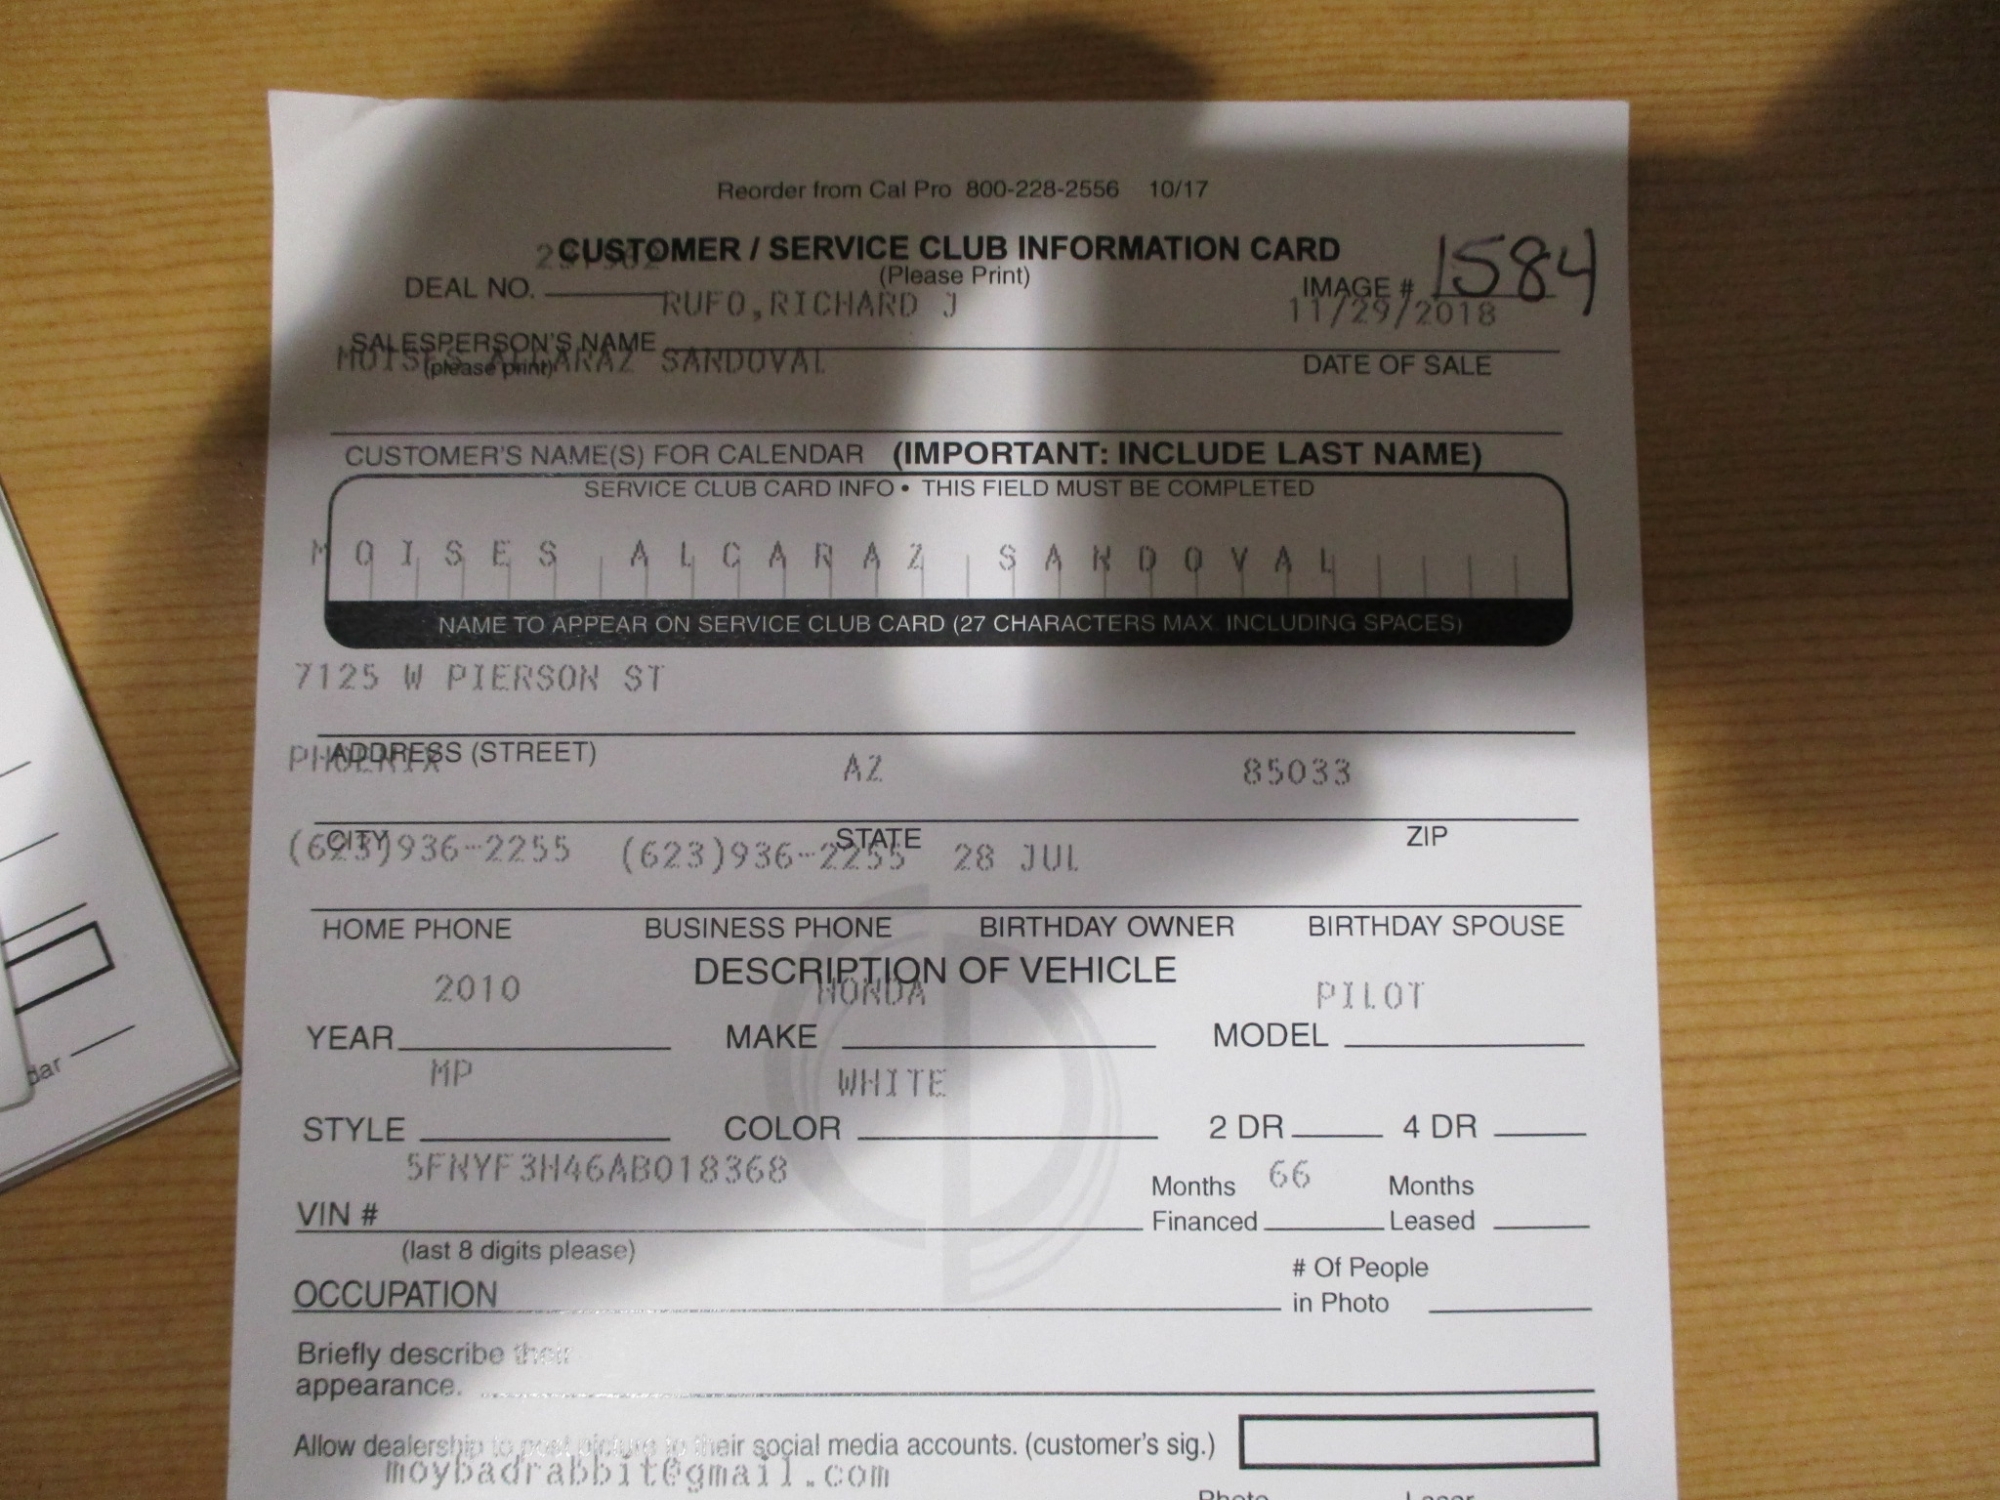 Reorder from Cal Pro 800-228-2556 10/17
CUSTOMER / SERVICE CLUB INFORMATION CARD
(Please Print)
DEAL NO. IMAGE # 1584
RUFO,RICHARD J 11/29/2018
SALESPERSON'S NAME
(please print) DATE OF SALE
MOISES ALCARAZ SANDOVAL
CUSTOMER'S NAME(S) FOR CALENDAR (IMPORTANT: INCLUDE LAST NAME)
SERVICE CLUB CARD INFO • THIS FIELD MUST BE COMPLETED
MOISES ALCARAZ SANDOVAL
NAME TO APPEAR ON SERVICE CLUB CARD (27 CHARACTERS MAX. INCLUDING SPACES)
7125 W PIERSON ST
ADDRESS (STREET)
PHOENIX AZ 85033
CITY STATE ZIP
(623)936-2255 (623)936-2255 28 JUL
HOME PHONE BUSINESS PHONE BIRTHDAY OWNER BIRTHDAY SPOUSE
DESCRIPTION OF VEHICLE
2010 HONDA PILOT
YEAR MAKE MODEL
MP WHITE
STYLE COLOR 2 DR 4 DR
5FNYF3H46AB018368
VIN # Months Financed 66 Months Leased
(last 8 digits please)
OCCUPATION # Of People in Photo
Briefly describe their
appearance.
Allow dealership to post picture to their social media accounts. (customer's sig.)
moybadrabbit@gmail.com
dar